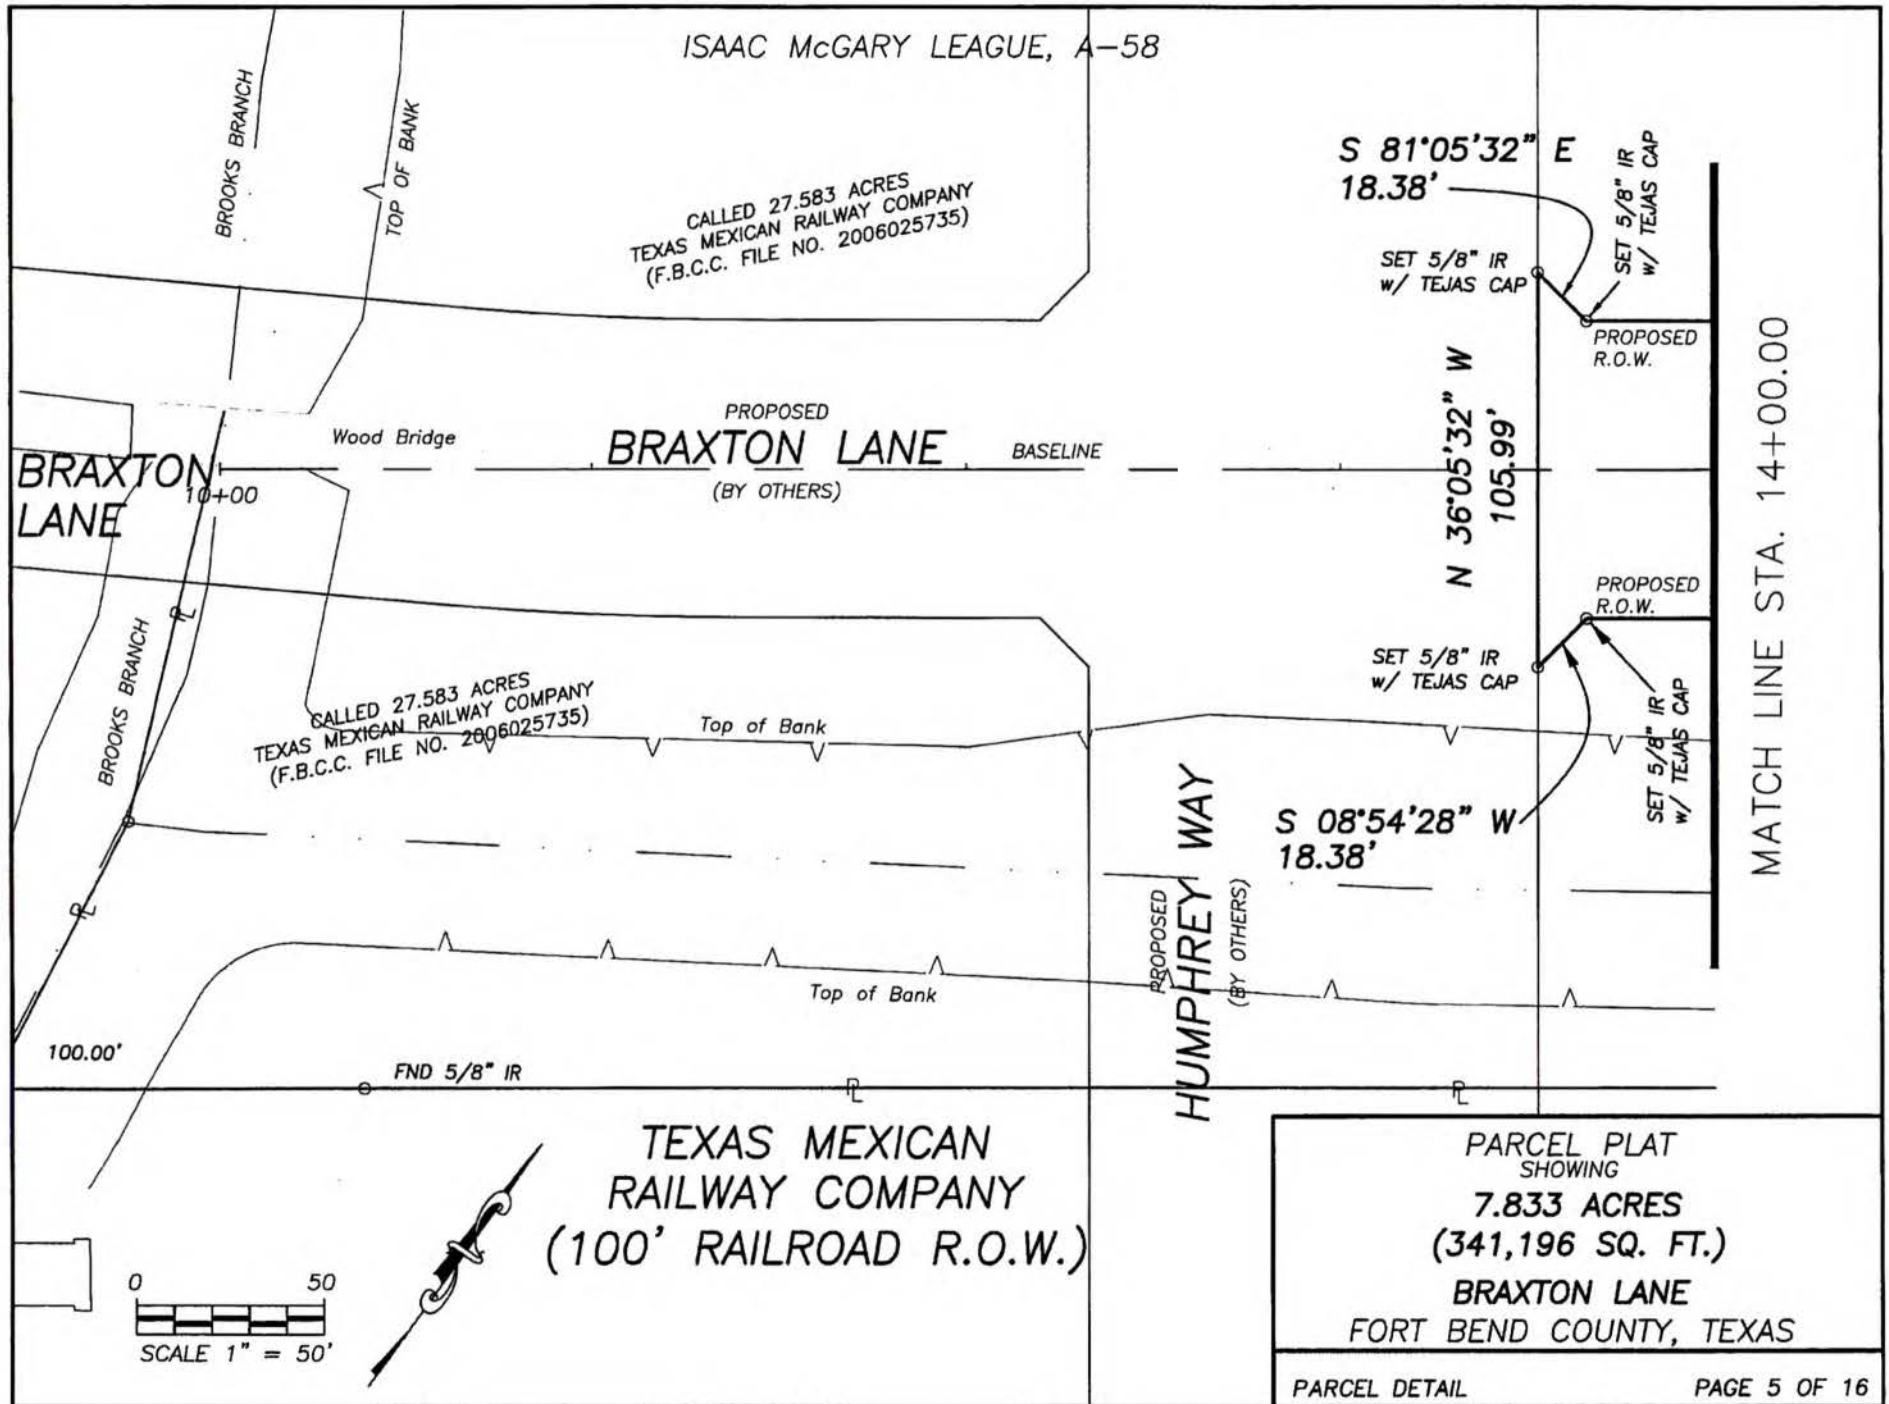 ISAAC McGARY LEAGUE, A-58
BROOKS BRANCH
TOP OF BANK
CALLED 27.583 ACRES
TEXAS MEXICAN RAILWAY COMPANY
(F.B.C.C. FILE NO. 2006025735)
S 81°05'32" E
18.38'
SET 5/8" IR
w/ TEJAS CAP
SET 5/8" IR
w/ TEJAS CAP
PROPOSED
R.O.W.
N 36°05'32" W
105.99'
MATCH LINE STA. 14+00.00
Wood Bridge
PROPOSED
BRAXTON LANE
(BY OTHERS)
BASELINE
BRAXTON
LANE
10+00
PROPOSED
R.O.W.
SET 5/8" IR
w/ TEJAS CAP
SET 5/8" IR
w/ TEJAS CAP
S 08°54'28" W
18.38'
PL
BROOKS BRANCH
CALLED 27.583 ACRES
TEXAS MEXICAN RAILWAY COMPANY
(F.B.C.C. FILE NO. 2006025735)
Top of Bank
PROPOSED
HUMPHREY WAY
(BY OTHERS)
PL
Top of Bank
100.00'
FND 5/8" IR
PL
PL
TEXAS MEXICAN
RAILWAY COMPANY
(100' RAILROAD R.O.W.)
0 50
SCALE 1" = 50'
PARCEL PLAT
SHOWING
7.833 ACRES
(341,196 SQ. FT.)
BRAXTON LANE
FORT BEND COUNTY, TEXAS
PARCEL DETAIL PAGE 5 OF 16